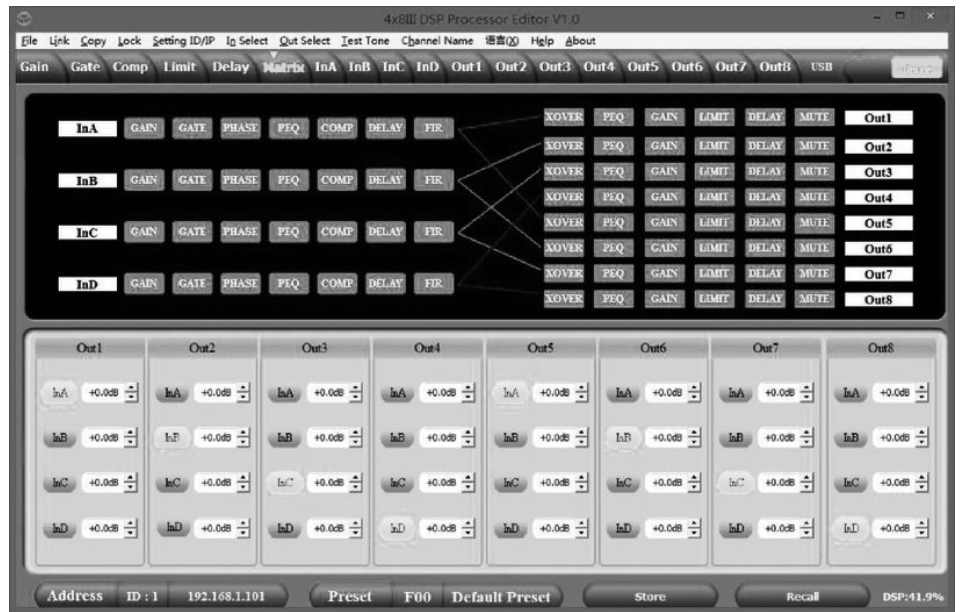 4x8III DSP Processor Editor V1.0
File Link Copy Lock Setting ID/IP In Select Out Select Test Tone Channel Name 语言(X) Help About
Gain Gate Comp Limit Delay Matrix InA InB InC InD Out1 Out2 Out3 Out4 Out5 Out6 Out7 Out8 USB
InA GAIN GATE PHASE PEQ COMP DELAY FIR
InB GAIN GATE PHASE PEQ COMP DELAY FIR
InC GAIN GATE PHASE PEQ COMP DELAY FIR
InD GAIN GATE PHASE PEQ COMP DELAY FIR
XOVER PEQ GAIN LIMIT DELAY MUTE Out1
XOVER PEQ GAIN LIMIT DELAY MUTE Out2
XOVER PEQ GAIN LIMIT DELAY MUTE Out3
XOVER PEQ GAIN LIMIT DELAY MUTE Out4
XOVER PEQ GAIN LIMIT DELAY MUTE Out5
XOVER PEQ GAIN LIMIT DELAY MUTE Out6
XOVER PEQ GAIN LIMIT DELAY MUTE Out7
XOVER PEQ GAIN LIMIT DELAY MUTE Out8
Out1 Out2 Out3 Out4 Out5 Out6 Out7 Out8
InA +0.0dB InA +0.0dB InA +0.0dB InA +0.0dB InA +0.0dB InA +0.0dB InA +0.0dB InA +0.0dB
InB +0.0dB InB +0.0dB InB +0.0dB InB +0.0dB InB +0.0dB InB +0.0dB InB +0.0dB InB +0.0dB
InC +0.0dB InC +0.0dB InC +0.0dB InC +0.0dB InC +0.0dB InC +0.0dB InC +0.0dB InC +0.0dB
InD +0.0dB InD +0.0dB InD +0.0dB InD +0.0dB InD +0.0dB InD +0.0dB InD +0.0dB InD +0.0dB
Address ID : 1 192.168.1.101 Preset F00 Default Preset Store Recall DSP:41.9%